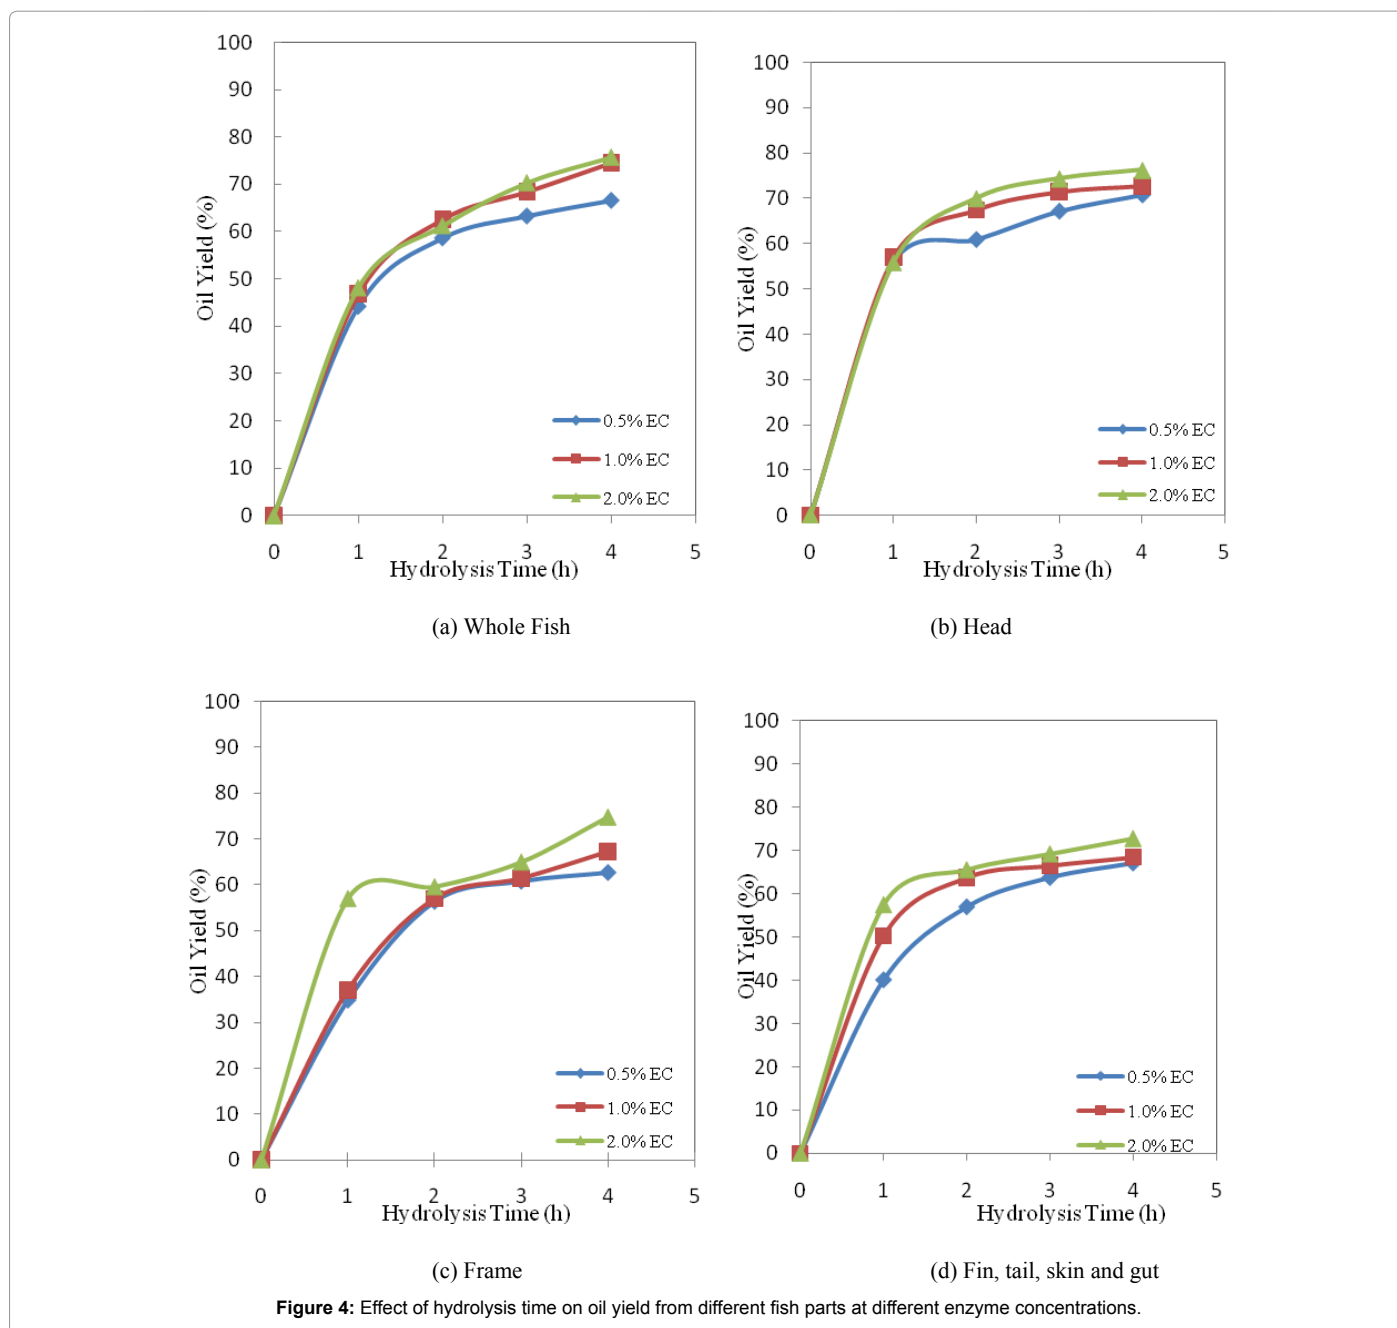 100
90
80
70
60
50
40
30
20
10
0
Oil Yield (%)
0.5% EC
1.0% EC
2.0% EC
0 1 2 3 4 5
Hydrolysis Time (h)
(a) Whole Fish
100
90
80
70
60
50
40
30
20
10
0
Oil Yield (%)
0.5% EC
1.0% EC
2.0% EC
0 1 2 3 4 5
Hydrolysis Time (h)
(b) Head
100
90
80
70
60
50
40
30
20
10
0
Oil Yield (%)
0.5% EC
1.0% EC
2.0% EC
0 1 2 3 4 5
Hydrolysis Time (h)
(c) Frame
100
90
80
70
60
50
40
30
20
10
0
Oil Yield (%)
0.5% EC
1.0% EC
2.0% EC
0 1 2 3 4 5
Hydrolysis Time (h)
(d) Fin, tail, skin and gut
Figure 4: Effect of hydrolysis time on oil yield from different fish parts at different enzyme concentrations.